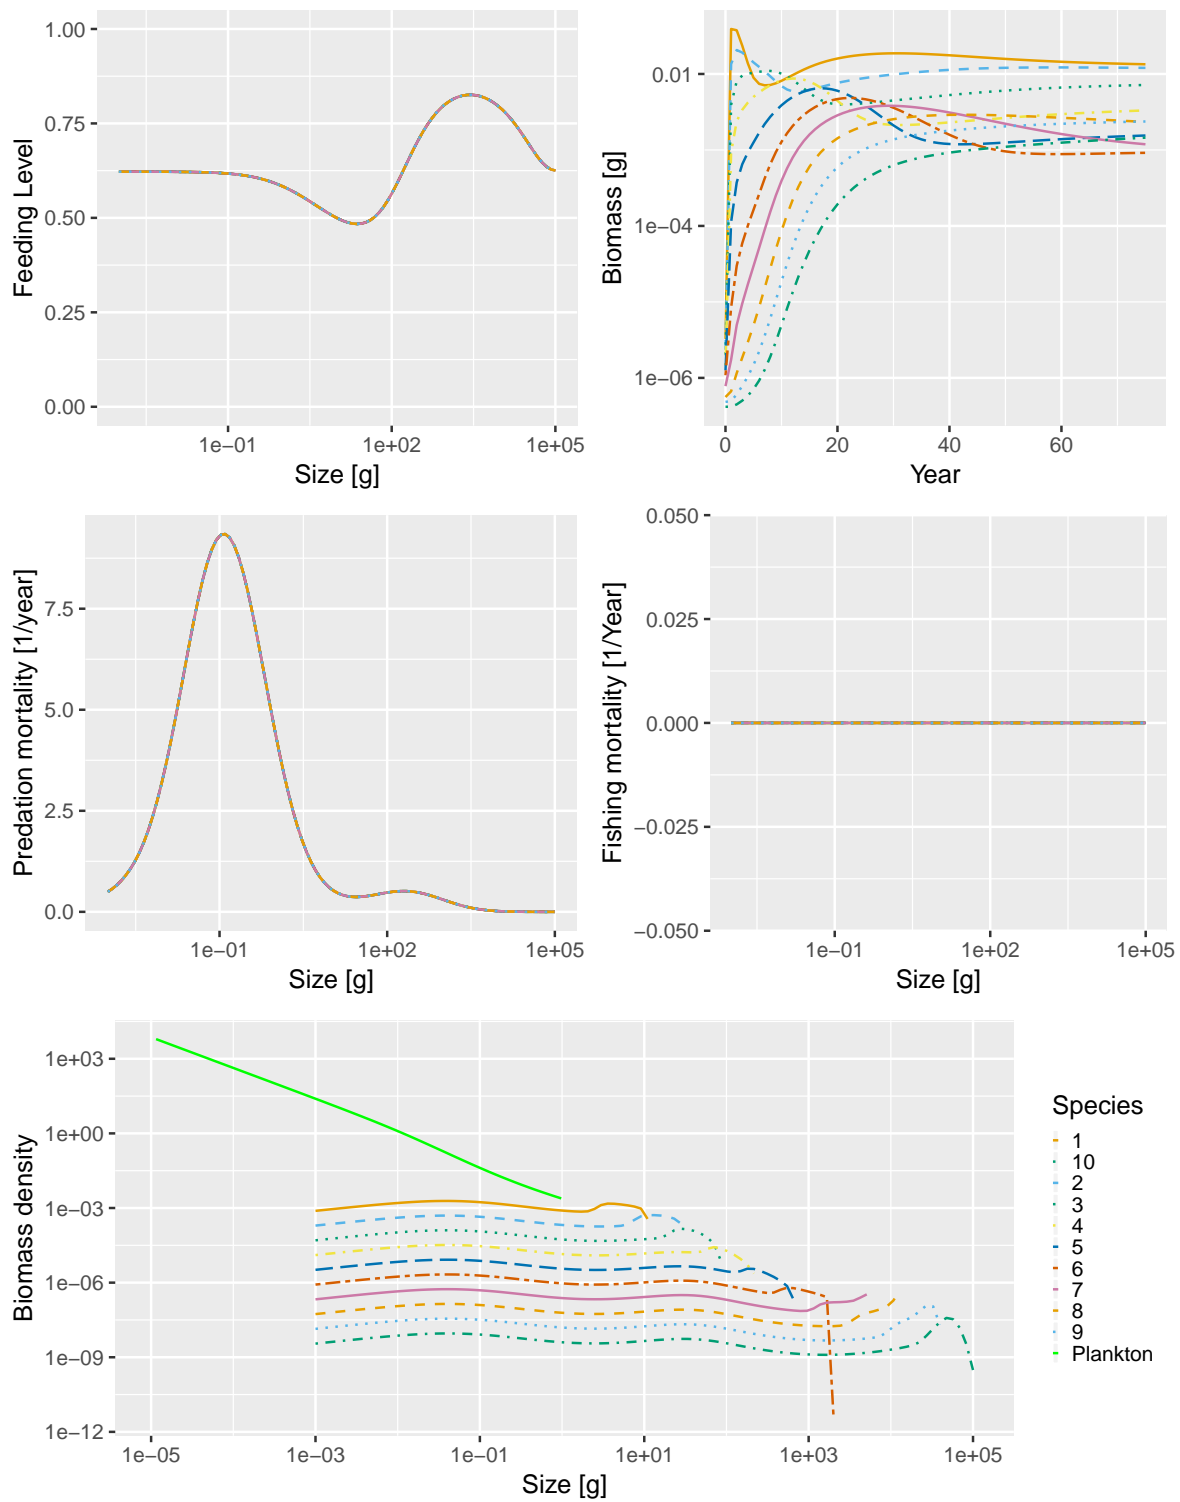 1.00
0.75
0.50
0.25
0.00
Feeding Level
1e−01
1e+02
1e+05
Size [g]
0.01
1e−04
1e−06
Biomass [g]
0
20
40
60
Year
7.5
5.0
2.5
0.0
Predation mortality [1/year]
1e−01
1e+02
1e+05
Size [g]
0.050
0.025
0.000
−0.025
−0.050
Fishing mortality [1/Year]
1e−01
1e+02
1e+05
Size [g]
1e+03
1e+00
1e−03
1e−06
1e−09
1e−12
Biomass density
1e−05
1e−03
1e−01
1e+01
1e+03
1e+05
Size [g]
Species
1
10
2
3
4
5
6
7
8
9
Plankton